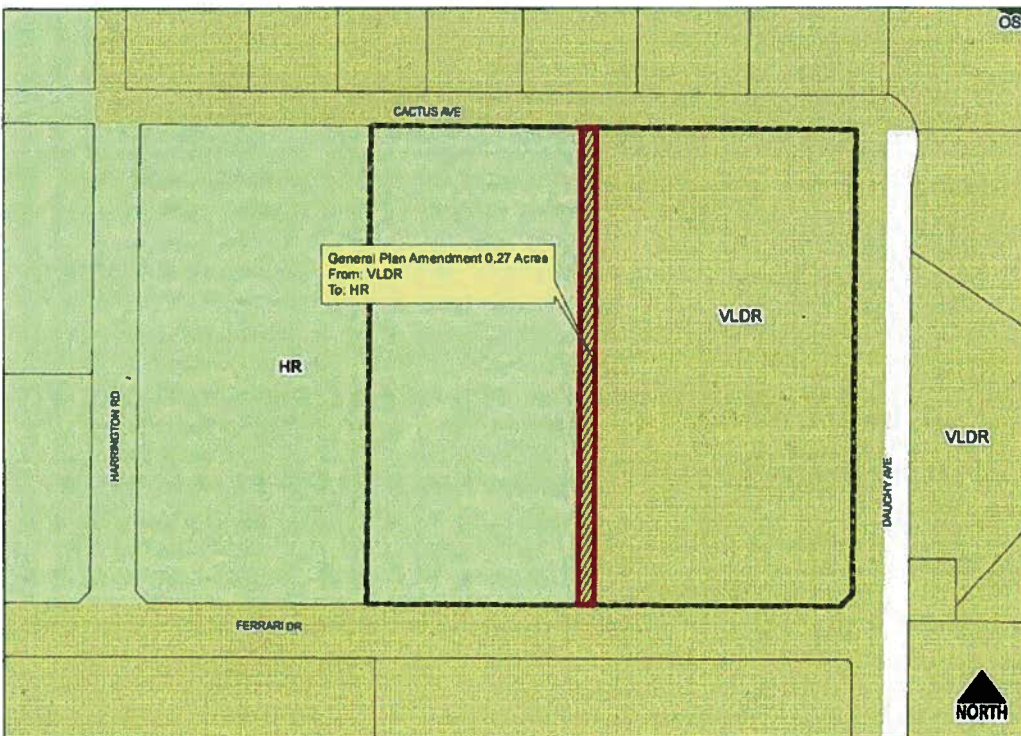 OS
CACTUS AVE
General Plan Amendment 0.27 Acres
From: VLDR
To: HR
VLDR
HR
HARRINGTON RD
VLDR
DAUCHY AVE
FERRARI DR
NORTH